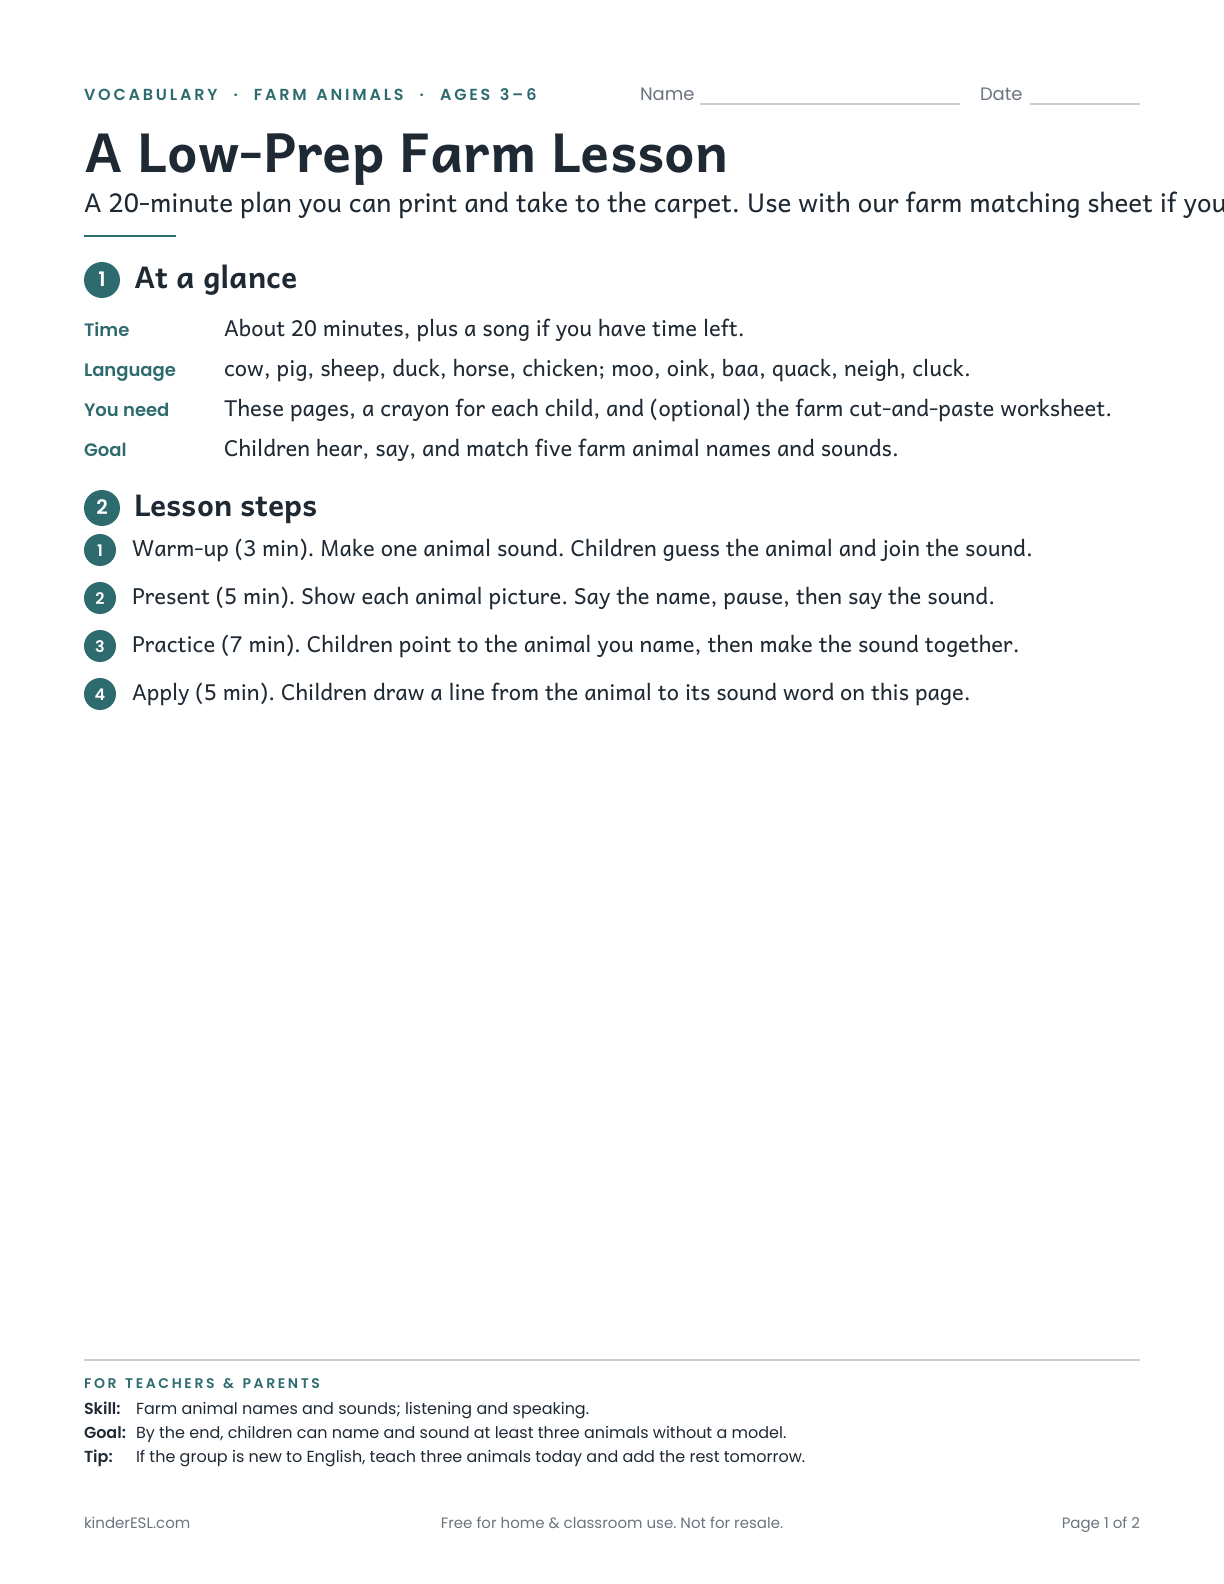 VOCABULARY · FARM ANIMALS · AGES 3–6 Name Date
A Low-Prep Farm Lesson
A 20-minute plan you can print and take to the carpet. Use with our farm matching sheet if you
1 At a glance
Time About 20 minutes, plus a song if you have time left.
Language cow, pig, sheep, duck, horse, chicken; moo, oink, baa, quack, neigh, cluck.
You need These pages, a crayon for each child, and (optional) the farm cut-and-paste worksheet.
Goal Children hear, say, and match five farm animal names and sounds.
2 Lesson steps
1 Warm-up (3 min). Make one animal sound. Children guess the animal and join the sound.
2 Present (5 min). Show each animal picture. Say the name, pause, then say the sound.
3 Practice (7 min). Children point to the animal you name, then make the sound together.
4 Apply (5 min). Children draw a line from the animal to its sound word on this page.
FOR TEACHERS & PARENTS
Skill: Farm animal names and sounds; listening and speaking.
Goal: By the end, children can name and sound at least three animals without a model.
Tip: If the group is new to English, teach three animals today and add the rest tomorrow.
kinderESL.com Free for home & classroom use. Not for resale. Page 1 of 2